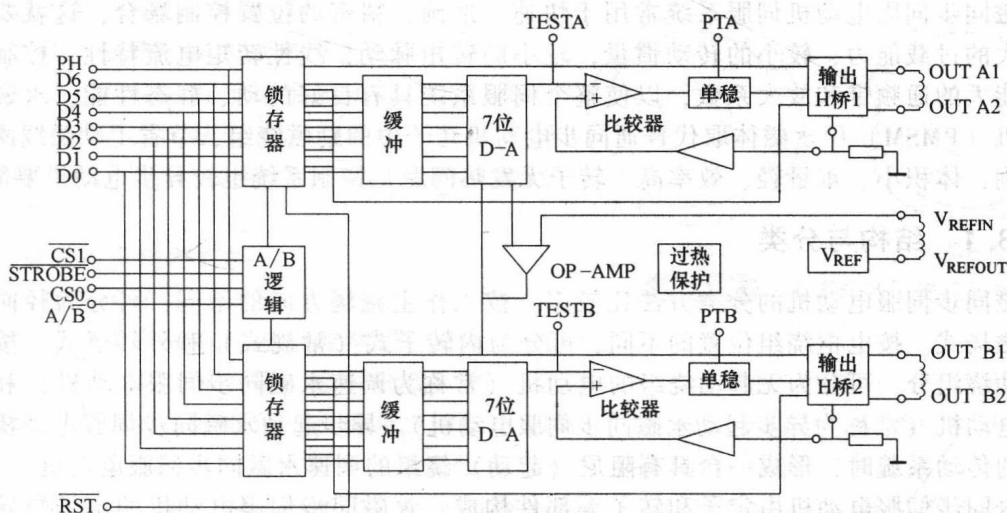 TESTA
PTA
PH
D6
D5
D4
D3
D2
D1
D0
锁存器
缓冲
7位
D-A
比较器
单稳
输出
H桥1
OUT A1
OUT A2
V_REFIN
V_REF
V_REFOUT
CS1
STROBE
CS0
A/B
A/B
逻辑
OP-AMP
过热
保护
TESTB
PTB
锁存器
缓冲
7位
D-A
比较器
单稳
输出
H桥2
OUT B1
OUT B2
RST